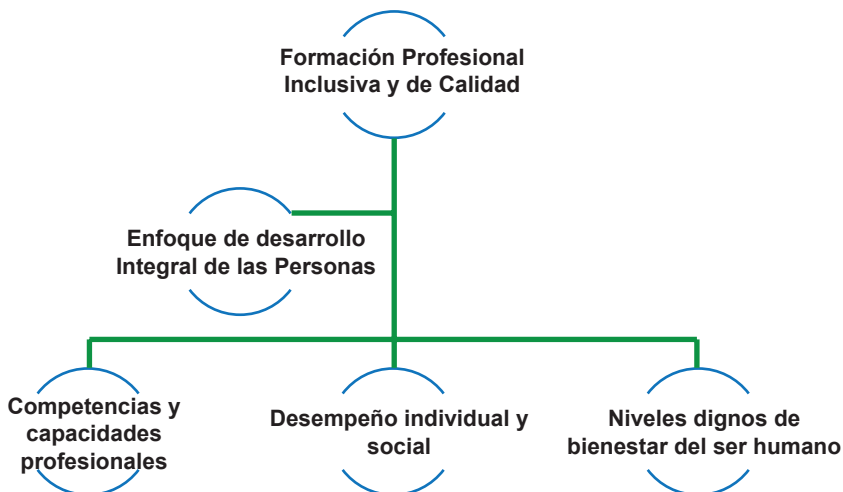 Formación Profesional
Inclusiva y de Calidad
Enfoque de desarrollo
Integral de las Personas
Competencias y
capacidades
profesionales
Desempeño individual y
social
Niveles dignos de
bienestar del ser humano